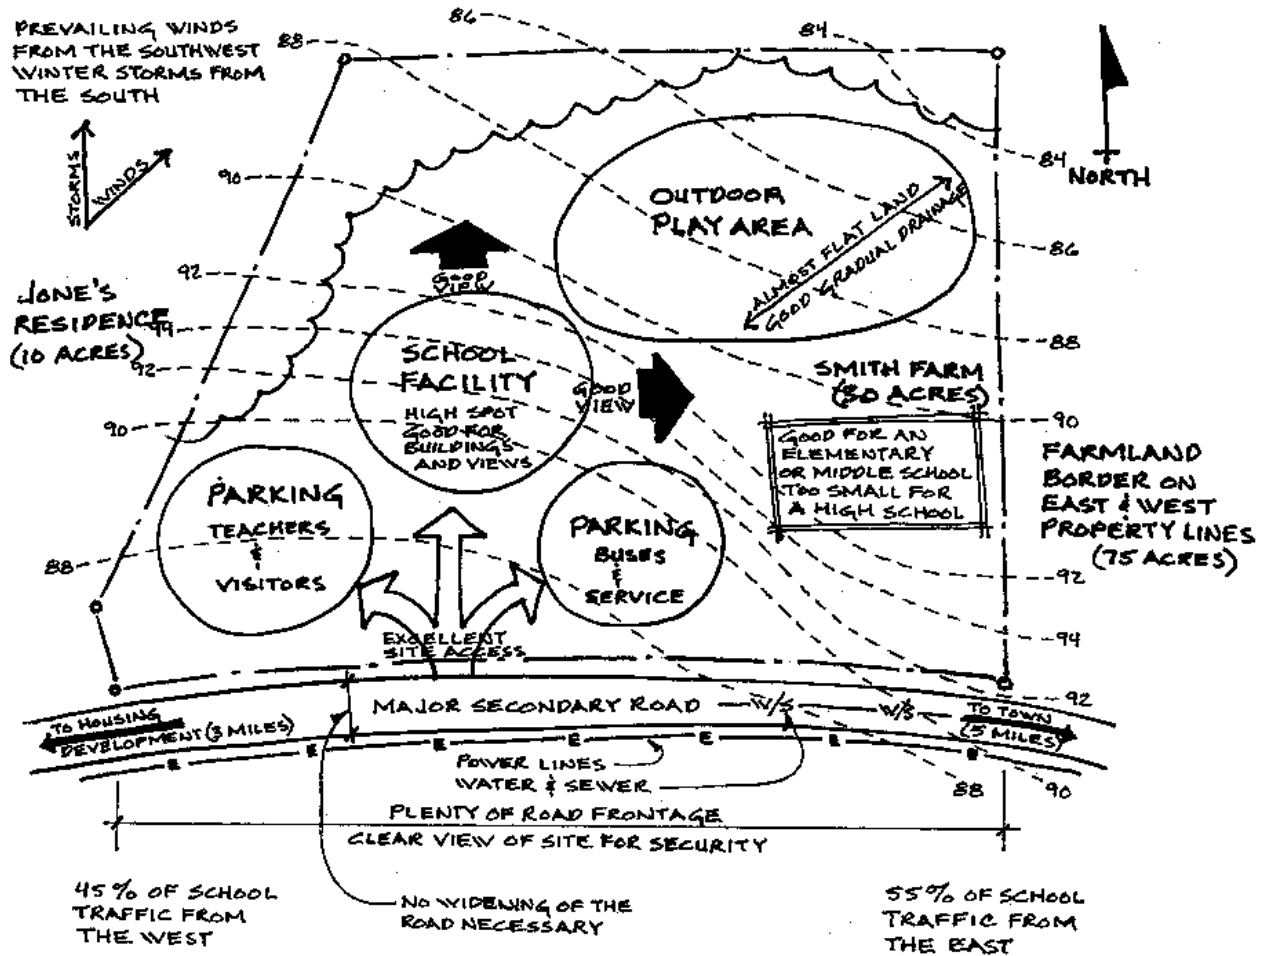 PREVAILING WINDS
FROM THE SOUTHWEST
WINTER STORMS FROM
THE SOUTH
STORMS
WINDS
86
88
84
84
NORTH
90
OUTDOOR
PLAY AREA
ALMOST FLAT LAND
GOOD GRADUAL DRAINAGE
86
92
GOOD
VIEW
JONE'S
RESIDENCE
(10 ACRES)
94
92
90
88
SCHOOL
FACILITY
HIGH SPOT
GOOD FOR
BUILDINGS
AND VIEWS
GOOD
VIEW
88
SMITH FARM
(30 ACRES)
90
GOOD FOR AN
ELEMENTARY
OR MIDDLE SCHOOL
TOO SMALL FOR
A HIGH SCHOOL
FARMLAND
BORDER ON
EAST & WEST
PROPERTY LINES
(75 ACRES)
PARKING
TEACHERS
&
VISITORS
PARKING
BUSES
&
SERVICE
92
94
92
EXCELLENT
SITE ACCESS
MAJOR SECONDARY ROAD
W/S
W/S
TO HOUSING
DEVELOPMENT (3 MILES)
TO TOWN
(5 MILES)
E
E
E
E
E
E
E
POWER LINES
WATER & SEWER
88
90
PLENTY OF ROAD FRONTAGE
CLEAR VIEW OF SITE FOR SECURITY
45% OF SCHOOL
TRAFFIC FROM
THE WEST
NO WIDENING OF THE
ROAD NECESSARY
55% OF SCHOOL
TRAFFIC FROM
THE EAST